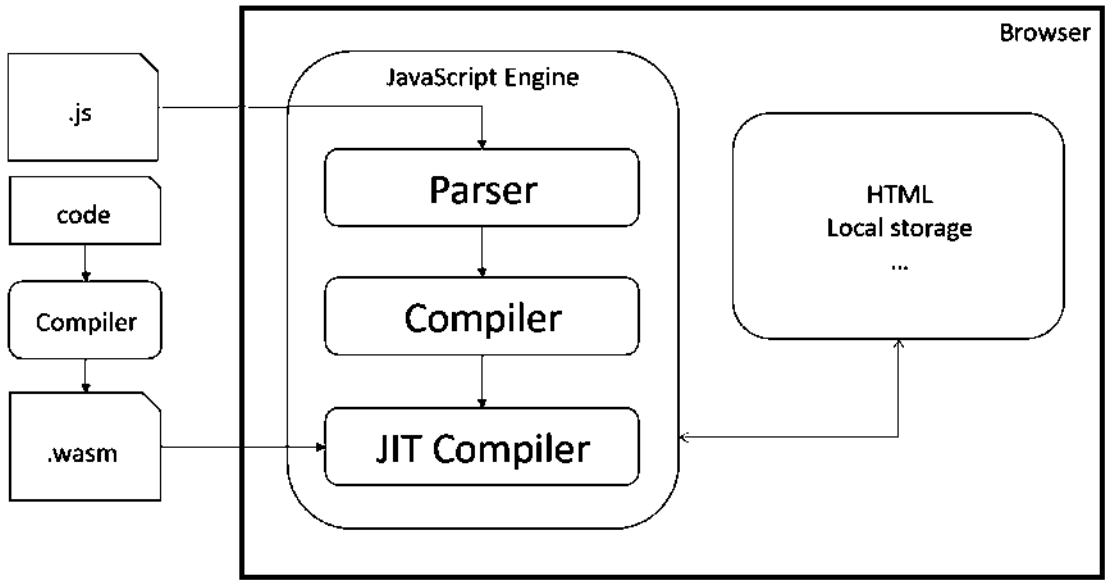 Browser
JavaScript Engine
.js
Parser
code
HTML
Local storage
...
Compiler
Compiler
.wasm
JIT Compiler